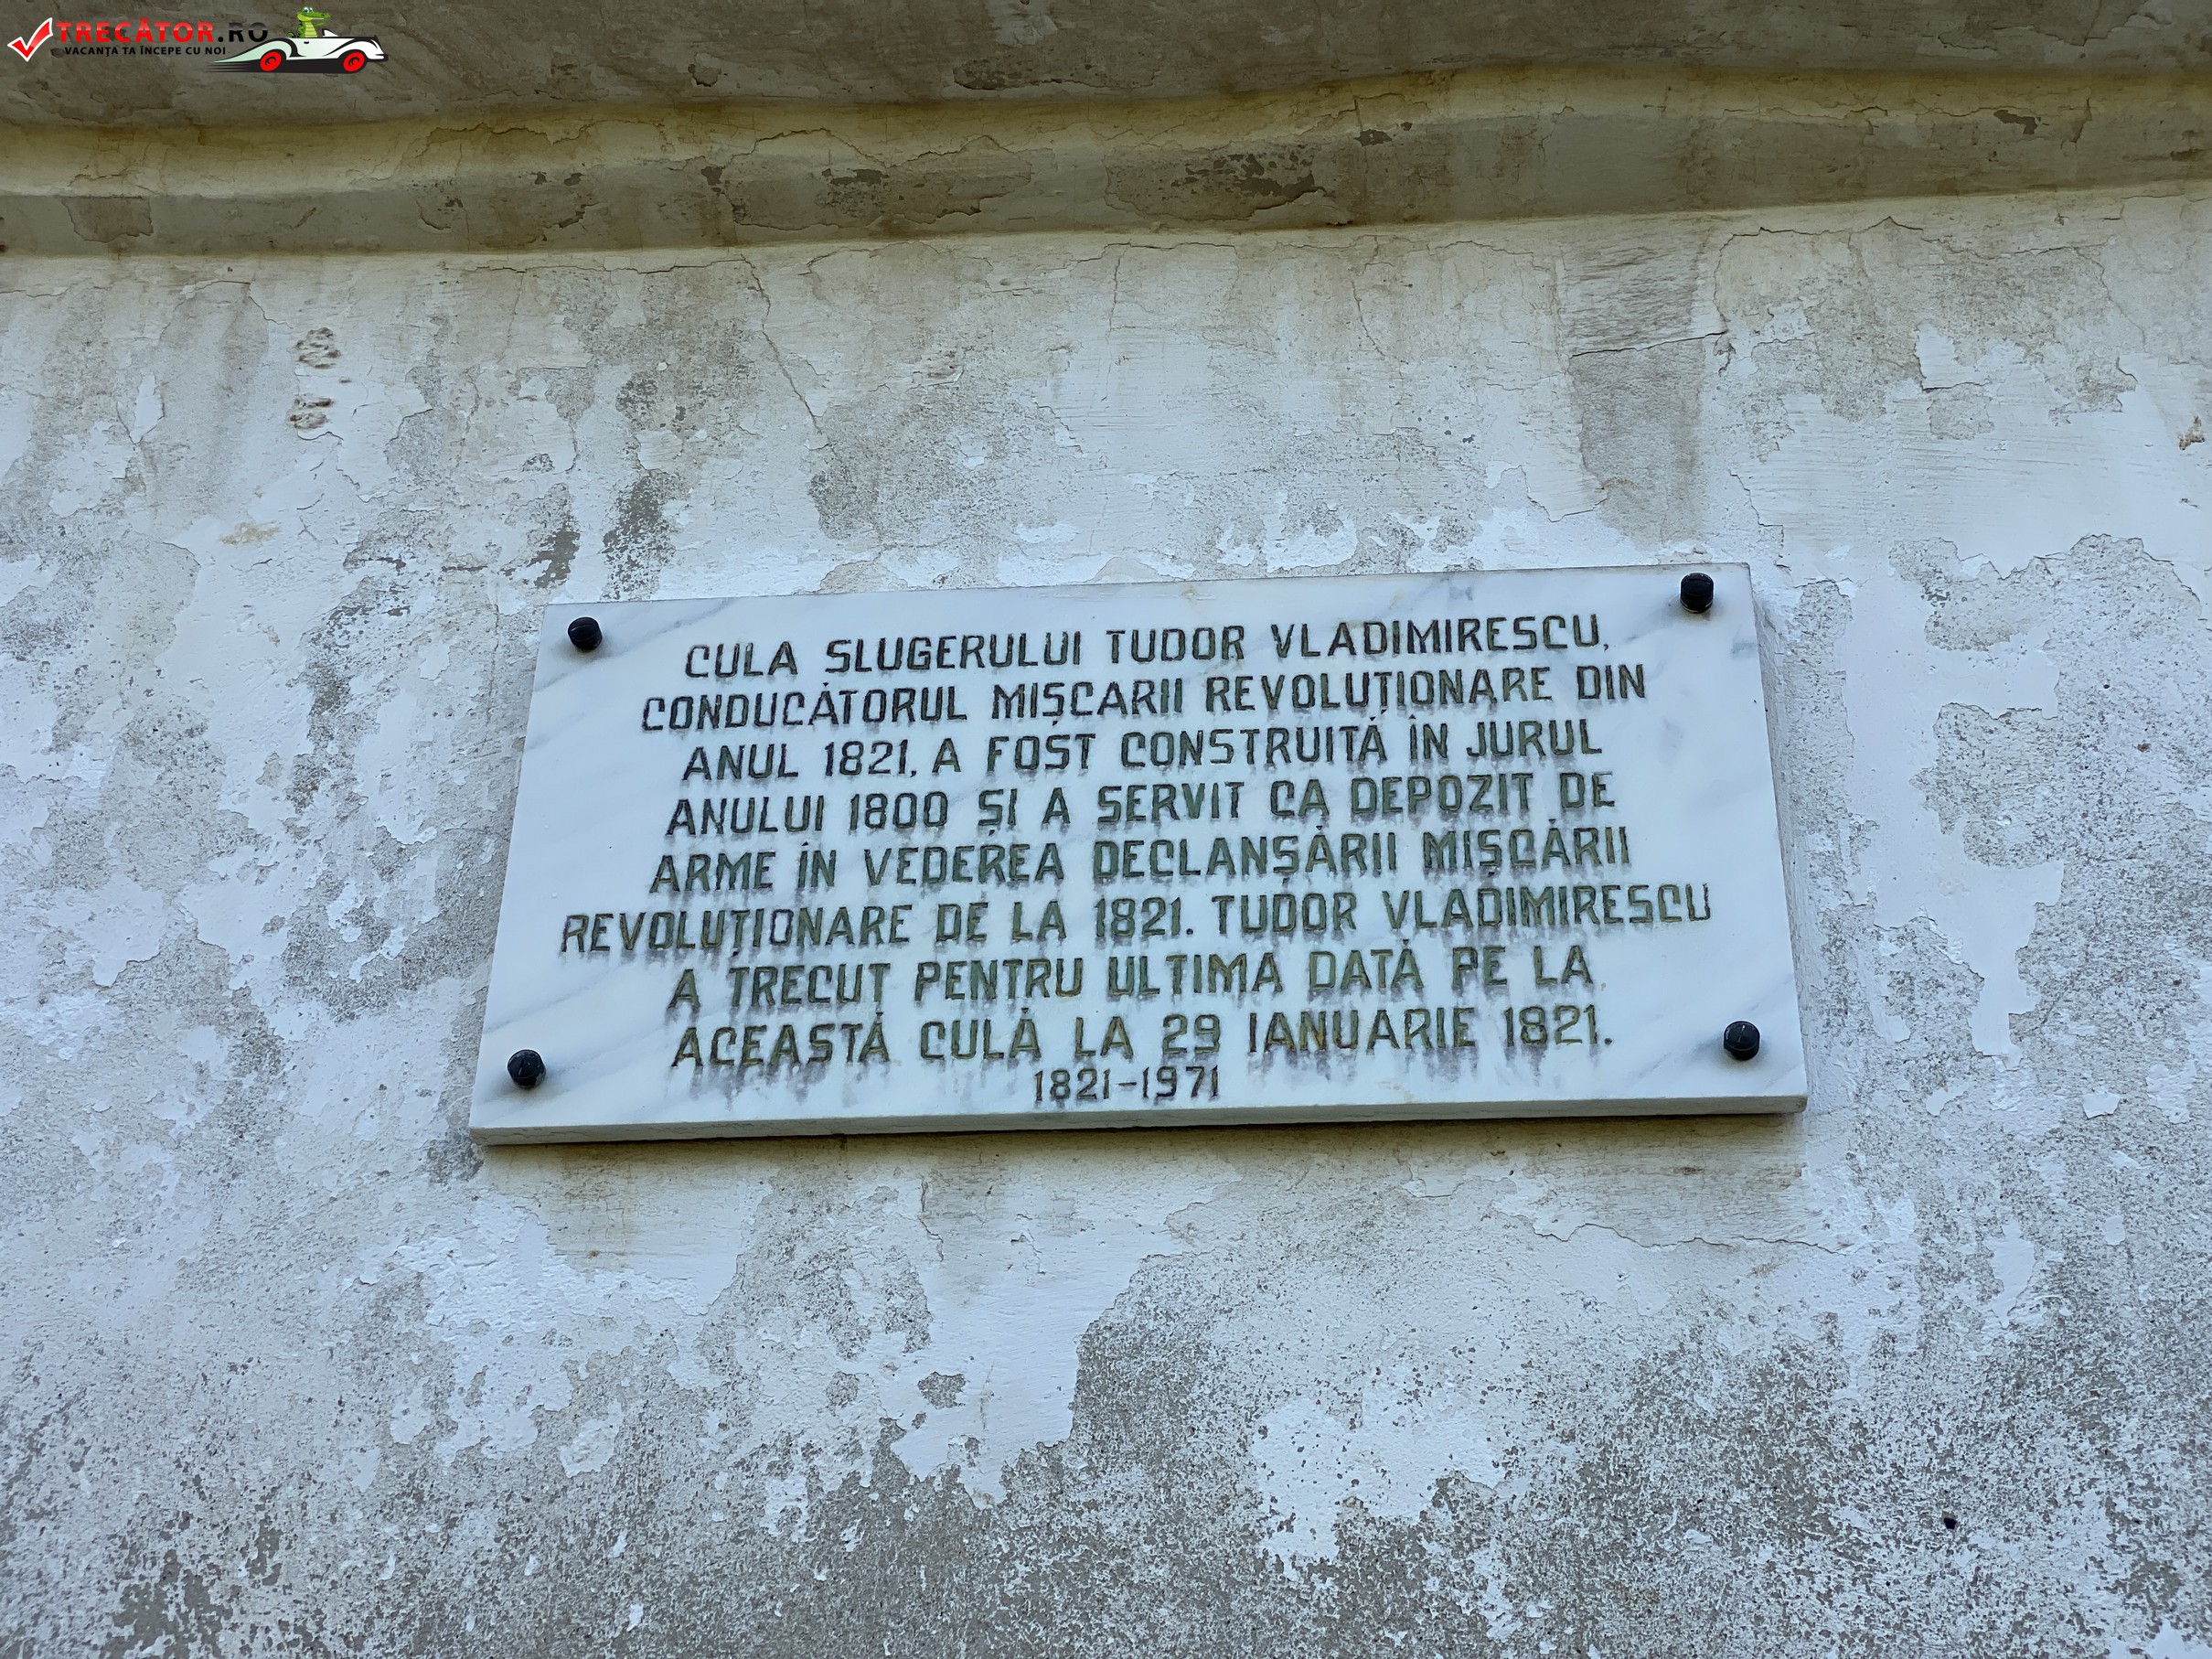 TRECĂTOR.RO
VACANȚA TA ÎNCEPE CU NOI
CULA SLUGERULUI TUDOR VLADIMIRESCU,
CONDUCĂTORUL MIȘCARII REVOLUȚIONARE DIN
ANUL 1821, A FOST CONSTRUITĂ ÎN JURUL
ANULUI 1800 ȘI A SERVIT CA DEPOZIT DE
ARME ÎN VEDEREA DECLANȘĂRII MIȘCĂRII
REVOLUȚIONARE DE LA 1821. TUDOR VLADIMIRESCU
A TRECUT PENTRU ULTIMA DATĂ PE LA
ACEASTĂ CULĂ LA 29 IANUARIE 1821.
1821-1971